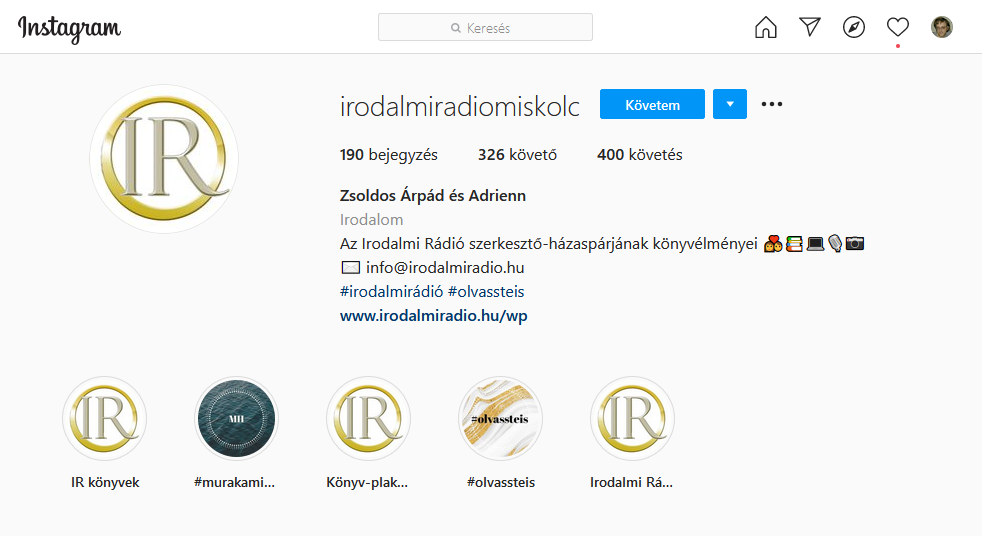 Instagram
Keresés
IR
irodalmiradiomiskolc Követem
190 bejegyzés 326 követő 400 követés
Zsoldos Árpád és Adrienn
Irodalom
Az Irodalmi Rádió szerkesztő-házaspárjának könyvélményei 👩‍❤️‍👨📚💻🎙📷
✉ info@irodalmiradio.hu
#irodalmirádió #olvassteis
www.irodalmiradio.hu/wp
IR MH IR #olvassteis IR
IR könyvek #murakami... Könyv-plak... #olvassteis Irodalmi Rá...